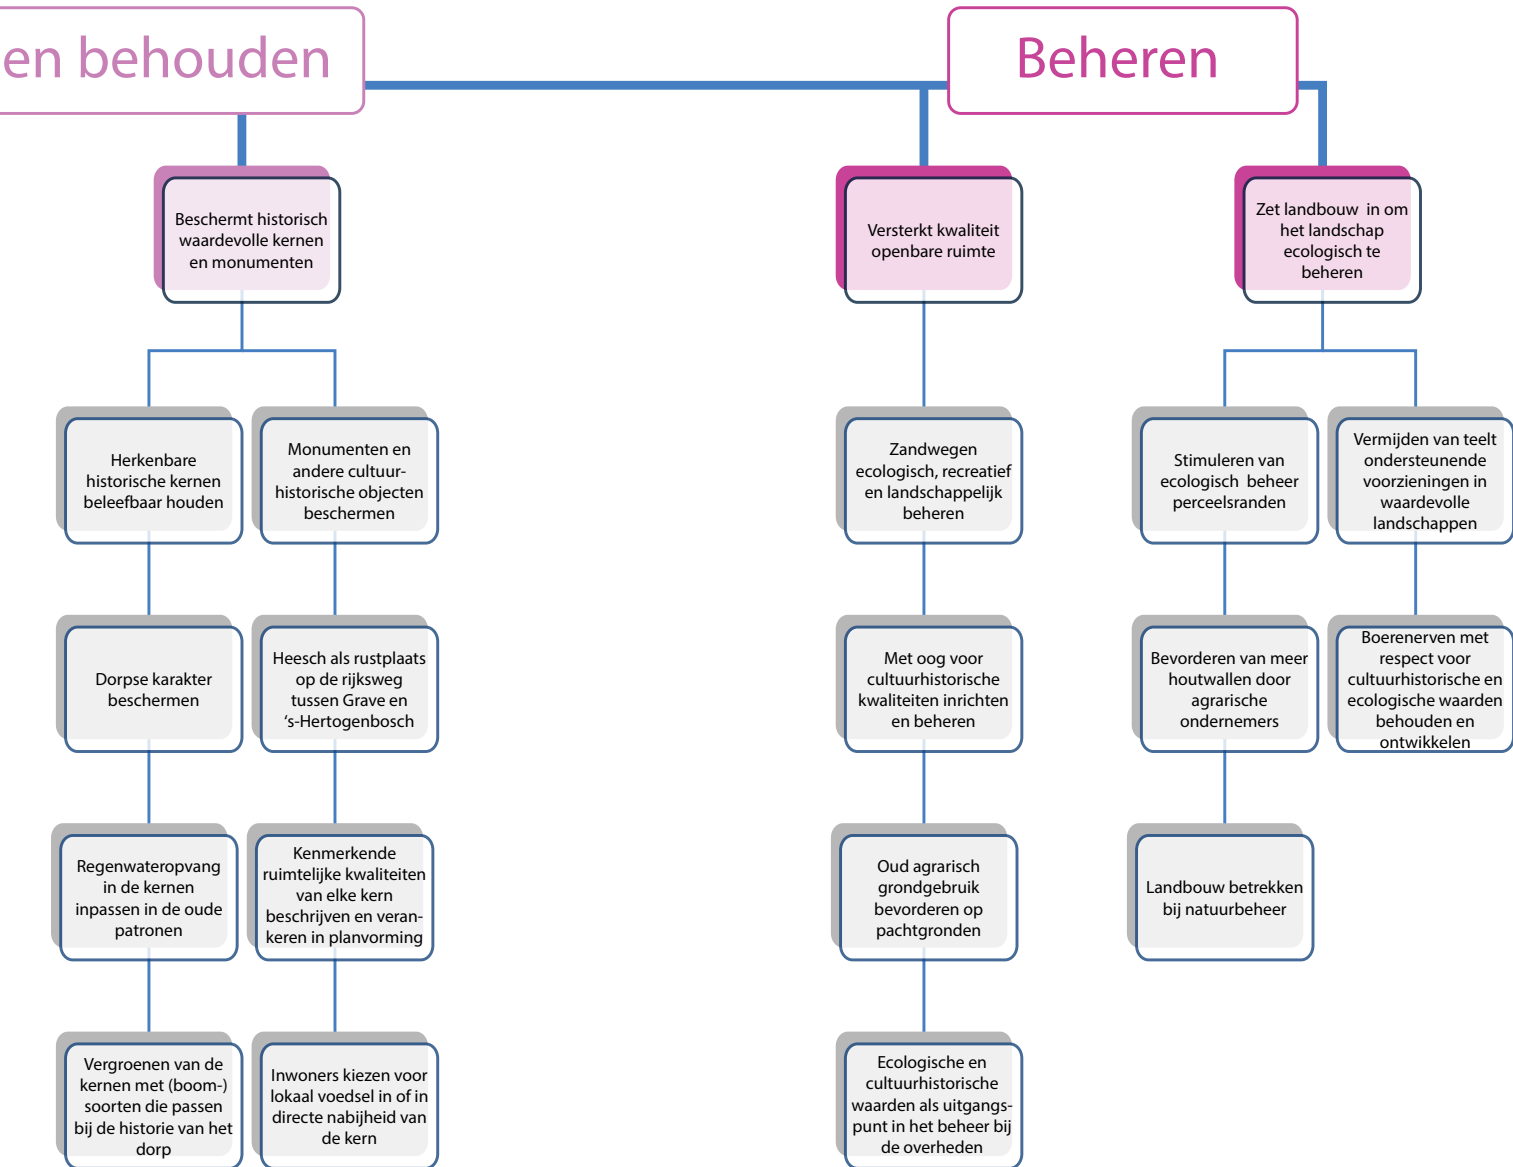 en behouden
Beheren
Beschermt historisch
waardevolle kernen
en monumenten
Versterkt kwaliteit
openbare ruimte
Zet landbouw in om
het landschap
ecologisch te
beheren
Herkenbare
historische kernen
beleefbaar houden
Monumenten en
andere cultuur-
historische objecten
beschermen
Zandwegen
ecologisch, recreatief
en landschappelijk
beheren
Stimuleren van
ecologisch beheer
perceelsranden
Vermijden van teelt
ondersteunende
voorzieningen in
waardevolle
landschappen
Dorpse karakter
beschermen
Heesch als rustplaats
op de rijksweg
tussen Grave en
‘s-Hertogenbosch
Met oog voor
cultuurhistorische
kwaliteiten inrichten
en beheren
Bevorderen van meer
houtwallen door
agrarische
ondernemers
Boerenerven met
respect voor
cultuurhistorische en
ecologische waarden
behouden en
ontwikkelen
Regenwateropvang
in de kernen
inpassen in de oude
patronen
Kenmerkende
ruimtelijke kwaliteiten
van elke kern
beschrijven en veran-
keren in planvorming
Oud agrarisch
grondgebruik
bevorderen op
pachtgronden
Landbouw betrekken
bij natuurbeheer
Vergroenen van de
kernen met (boom-)
soorten die passen
bij de historie van het
dorp
Inwoners kiezen voor
lokaal voedsel in of in
directe nabijheid van
de kern
Ecologische en
cultuurhistorische
waarden als uitgangs-
punt in het beheer bij
de overheden